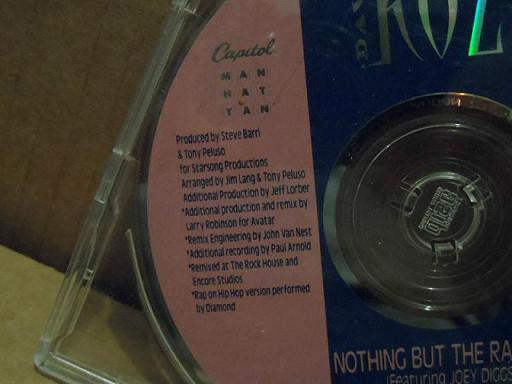 Capitol
MAN
HAT
TAN
Produced by Steve Barri
& Tony Peluso
for Starsong Productions
Arranged by Jim Lang & Tony Peluso
Additional Production by Jeff Lorber
*Additional production and remix by
Larry Robinson for Avatar
*Remix Engineering by John Van Nest
*Additional recording by Paul Arnold
*Remixed at The Rock House and
Encore Studios
*Rap on Hip Hop version performed
by Diamond
DAV
KOZ
NOTHING BUT THE RA
(Featuring JOEY DIGGS